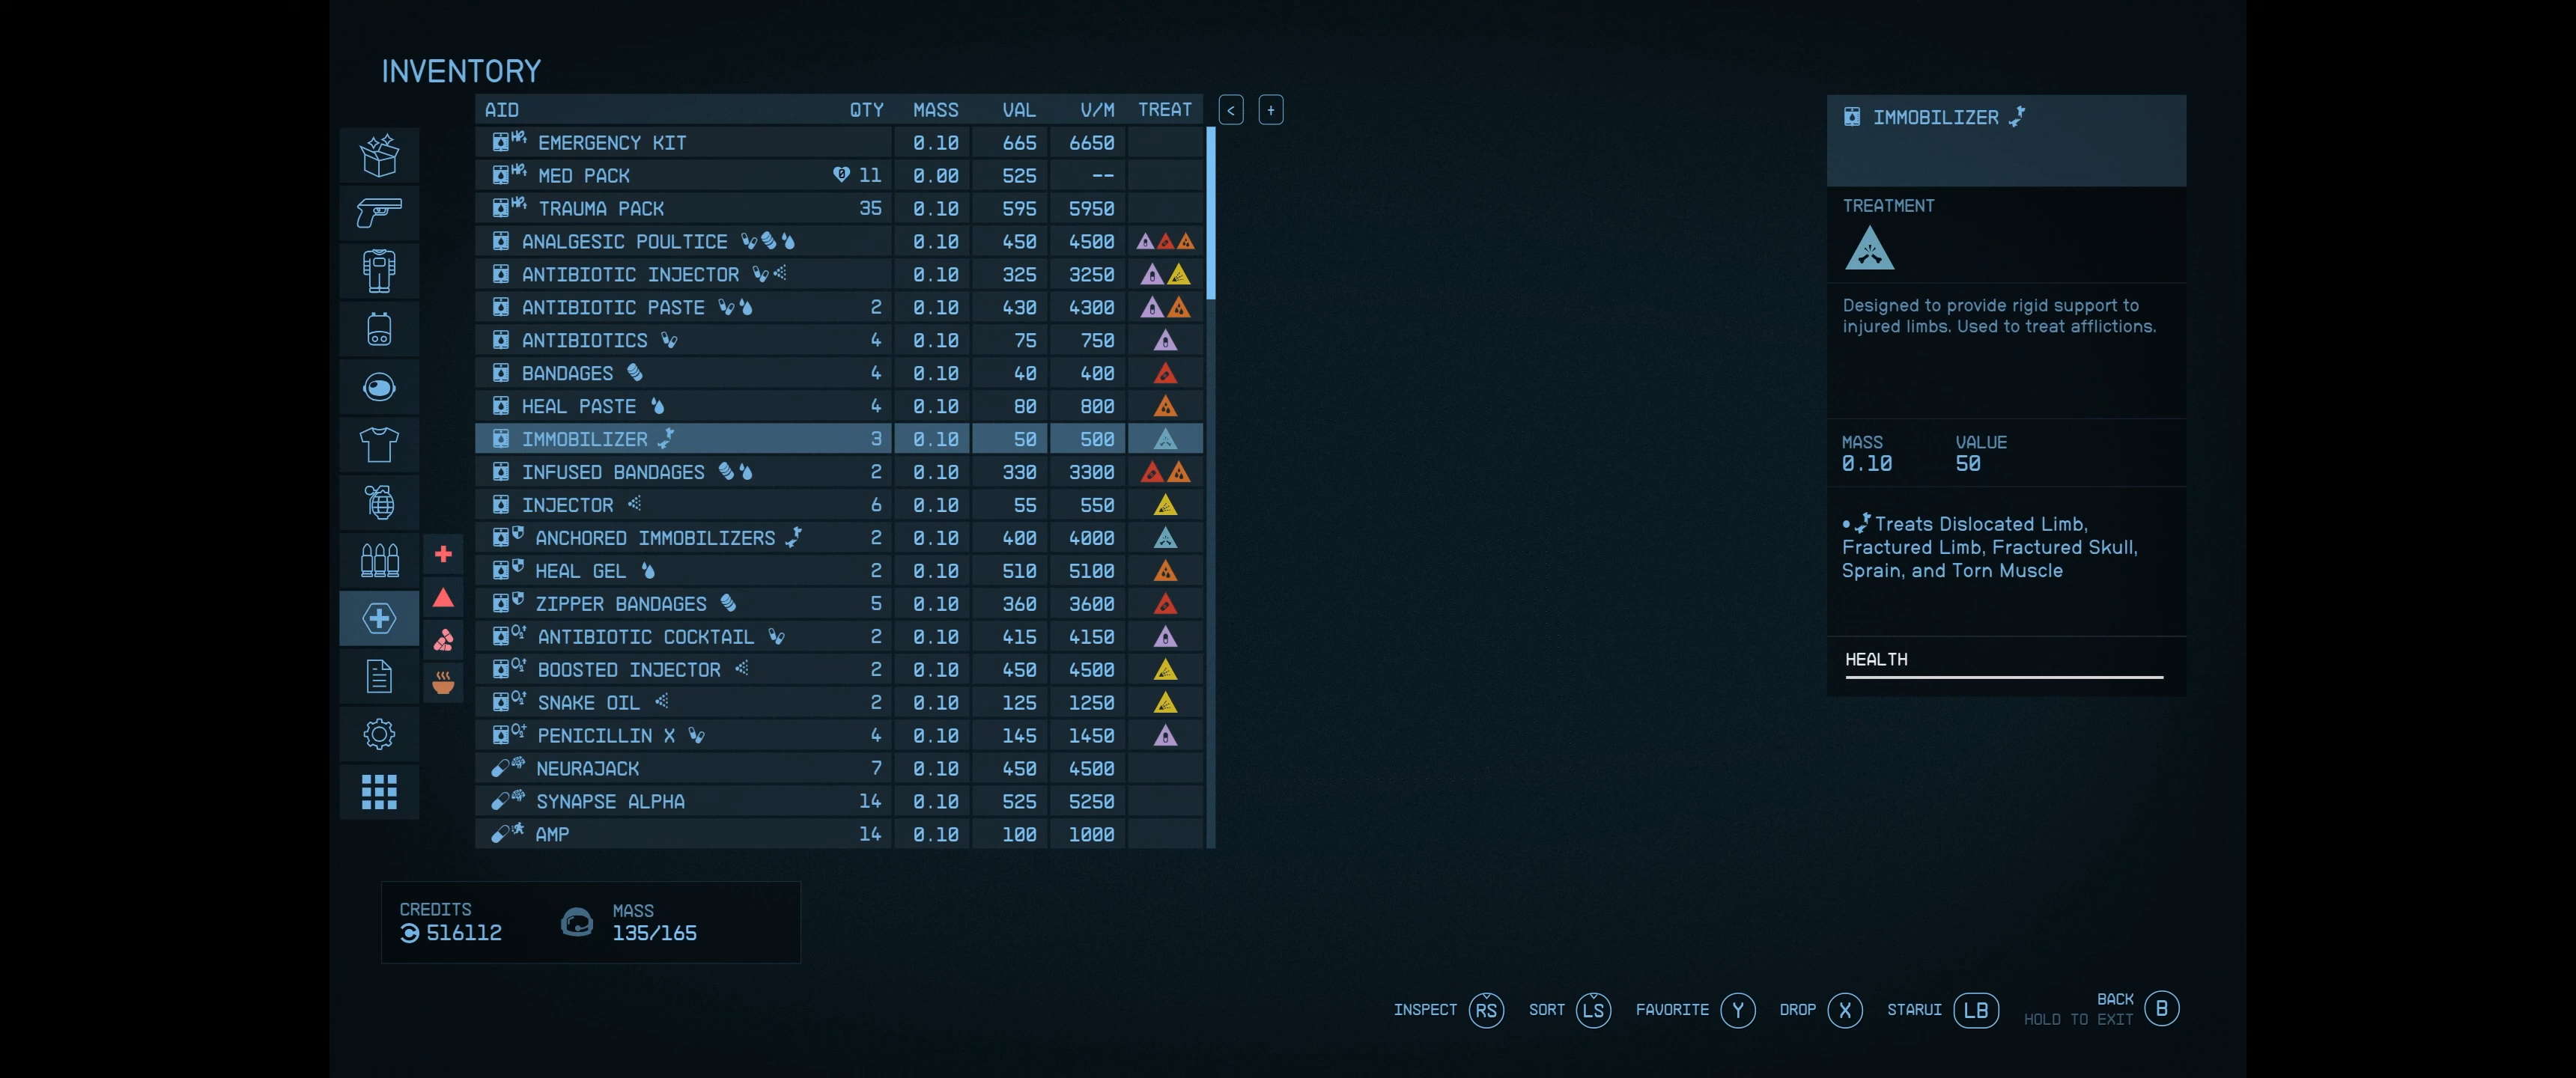 INVENTORY
AID QTY MASS VAL V/M TREAT < +
EMERGENCY KIT 0.10 665 6650
MED PACK 0 11 0.00 525 --
TRAUMA PACK 35 0.10 595 5950
ANALGESIC POULTICE 0.10 450 4500
ANTIBIOTIC INJECTOR 0.10 325 3250
ANTIBIOTIC PASTE 2 0.10 430 4300
ANTIBIOTICS 4 0.10 75 750
BANDAGES 4 0.10 40 400
HEAL PASTE 4 0.10 80 800
IMMOBILIZER 3 0.10 50 500
INFUSED BANDAGES 2 0.10 330 3300
INJECTOR 6 0.10 55 550
ANCHORED IMMOBILIZERS 2 0.10 400 4000
HEAL GEL 2 0.10 510 5100
ZIPPER BANDAGES 5 0.10 360 3600
ANTIBIOTIC COCKTAIL 2 0.10 415 4150
BOOSTED INJECTOR 2 0.10 450 4500
SNAKE OIL 2 0.10 125 1250
PENICILLIN X 4 0.10 145 1450
NEURAJACK 7 0.10 450 4500
SYNAPSE ALPHA 14 0.10 525 5250
AMP 14 0.10 100 1000
CREDITS
516112
MASS
135/165
IMMOBILIZER
TREATMENT
Designed to provide rigid support to
injured limbs. Used to treat afflictions.
MASS VALUE
0.10 50
• Treats Dislocated Limb,
Fractured Limb, Fractured Skull,
Sprain, and Torn Muscle
HEALTH
INSPECT RS SORT LS FAVORITE Y DROP X STARUI LB BACK B
HOLD TO EXIT